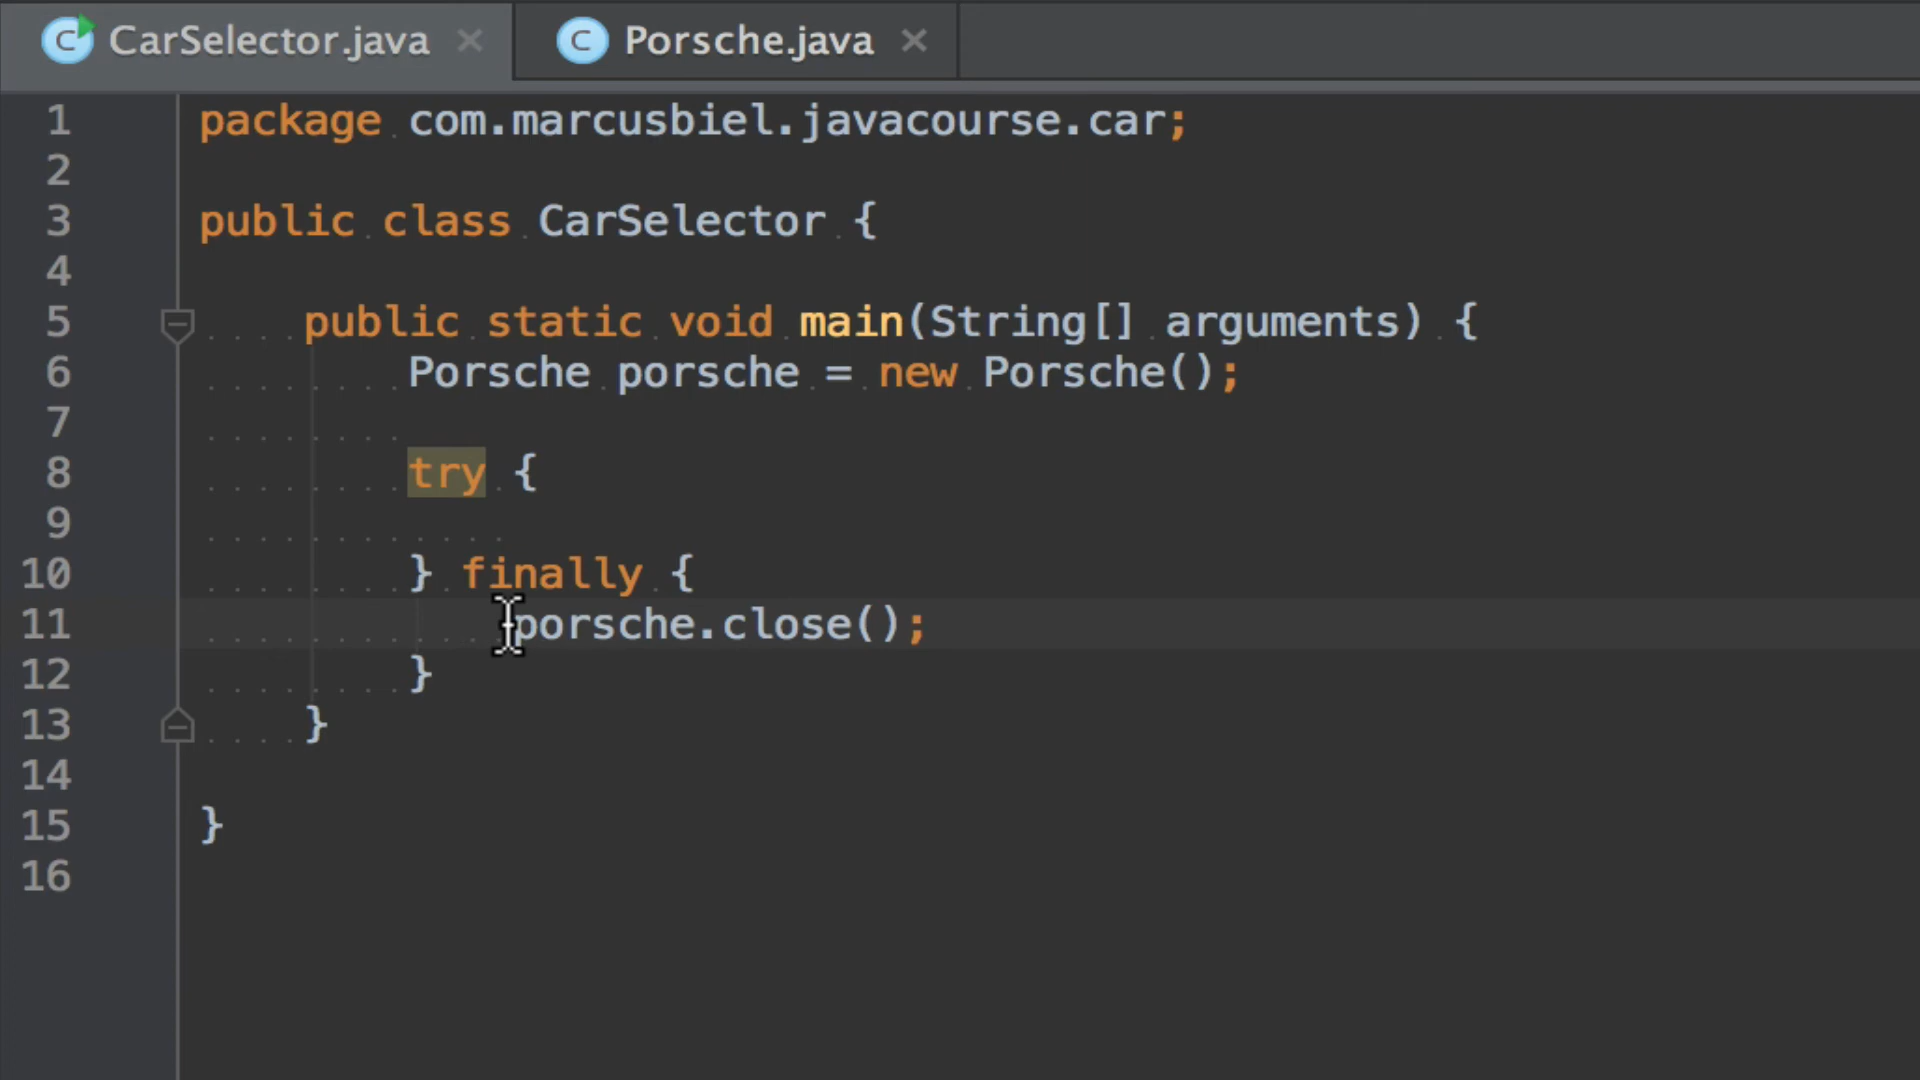 CarSelector.java × Porsche.java ×
1 package com.marcusbiel.javacourse.car;
2
3 public class CarSelector {
4
5 public static void main(String[] arguments) {
6 Porsche porsche = new Porsche();
7
8 try {
9
10 } finally {
11 porsche.close();
12 }
13 }
14
15 }
16